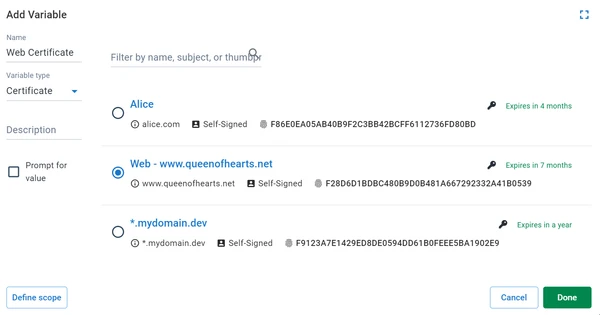 Add Variable
Name
Web Certificate
Variable type
Certificate
Description
Prompt for
value
Filter by name, subject, or thumbpr
Alice
Expires in 4 months
alice.com Self-Signed F86E0EA05AB40B9F2C3BB42BCFF6112736FD80BD
Web - www.queenofhearts.net
Expires in 7 months
www.queenofhearts.net Self-Signed F28D6D1BDBC480B9D0B481A667292332A41B0539
*.mydomain.dev
Expires in a year
*.mydomain.dev Self-Signed F9123A7E1429ED8DE0594DD61B0FEEE5BA1902E9
Define scope
Cancel
Done